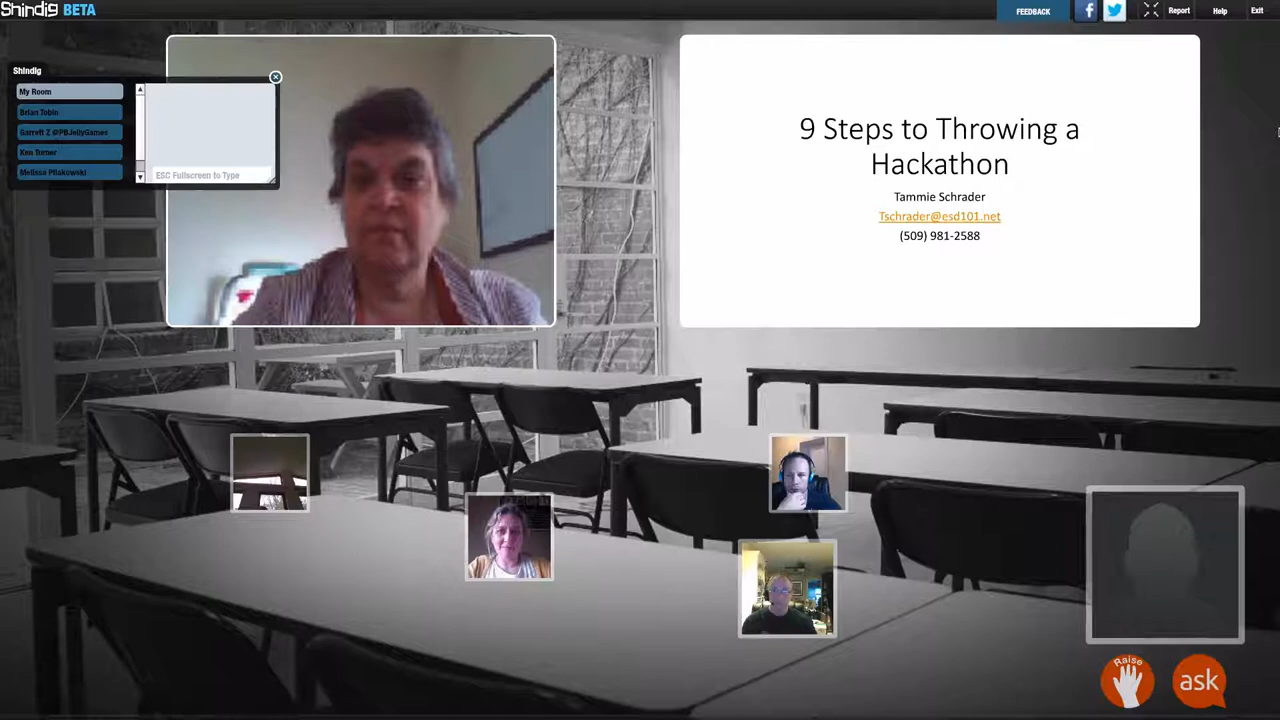 Shindig BETA
FEEDBACK
Report
Help
Exit
Shindig
My Room
Brian Tobin
Garrett Z @PBJellyGames
Ken Turner
Melissa Pilakowski
ESC Fullscreen to Type
9 Steps to Throwing a
Hackathon
Tammie Schrader
Tschrader@esd101.net
(509) 981-2588
Raise
ask